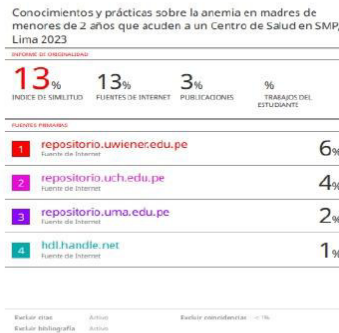 Conocimientos y prácticas sobre la anemia en madres de
menores de 2 años que acuden a un Centro de Salud en SMP,
Lima 2023
INFORME DE ORIGINALIDAD
13%
13%
3%
%
INDICE DE SIMILITUD
FUENTES DE INTERNET
PUBLICACIONES
TRABAJOS DEL
ESTUDIANTE
FUENTES PRIMARIAS
1 repositorio.uwiener.edu.pe 6%
Fuente de Internet
2 repositorio.uch.edu.pe 4%
Fuente de Internet
3 repositorio.uma.edu.pe 2%
Fuente de Internet
4 hdl.handle.net 1%
Fuente de Internet
Excluir citas Activo Excluir coincidencias < 1%
Excluir bibliografía Activo